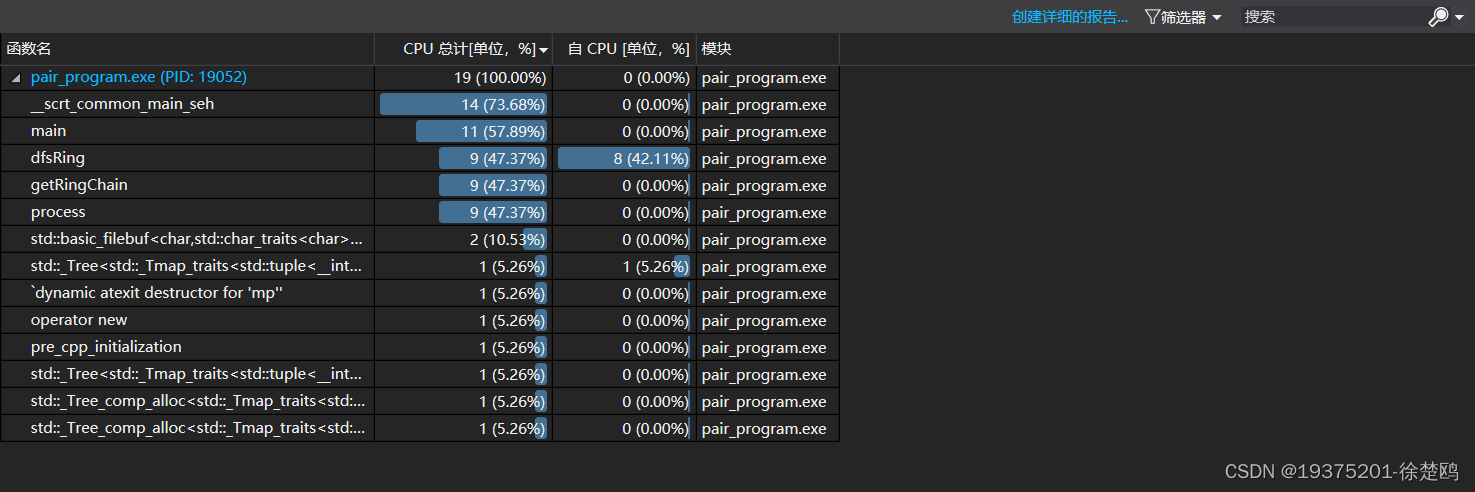 创建详细的报告... 筛选器 搜索
函数名 CPU 总计[单位，%] 自 CPU [单位，%] 模块
pair_program.exe (PID: 19052) 19 (100.00%) 0 (0.00%) pair_program.exe
__scrt_common_main_seh 14 (73.68%) 0 (0.00%) pair_program.exe
main 11 (57.89%) 0 (0.00%) pair_program.exe
dfsRing 9 (47.37%) 8 (42.11%) pair_program.exe
getRingChain 9 (47.37%) 0 (0.00%) pair_program.exe
process 9 (47.37%) 0 (0.00%) pair_program.exe
std::basic_filebuf<char,std::char_traits<char>... 2 (10.53%) 0 (0.00%) pair_program.exe
std::_Tree<std::_Tmap_traits<std::tuple<__int... 1 (5.26%) 1 (5.26%) pair_program.exe
`dynamic atexit destructor for 'mp'' 1 (5.26%) 0 (0.00%) pair_program.exe
operator new 1 (5.26%) 0 (0.00%) pair_program.exe
pre_cpp_initialization 1 (5.26%) 0 (0.00%) pair_program.exe
std::_Tree<std::_Tmap_traits<std::tuple<__int... 1 (5.26%) 0 (0.00%) pair_program.exe
std::_Tree_comp_alloc<std::_Tmap_traits<std:... 1 (5.26%) 0 (0.00%) pair_program.exe
std::_Tree_comp_alloc<std::_Tmap_traits<std:... 1 (5.26%) 0 (0.00%) pair_program.exe
CSDN @19375201-徐楚鸥